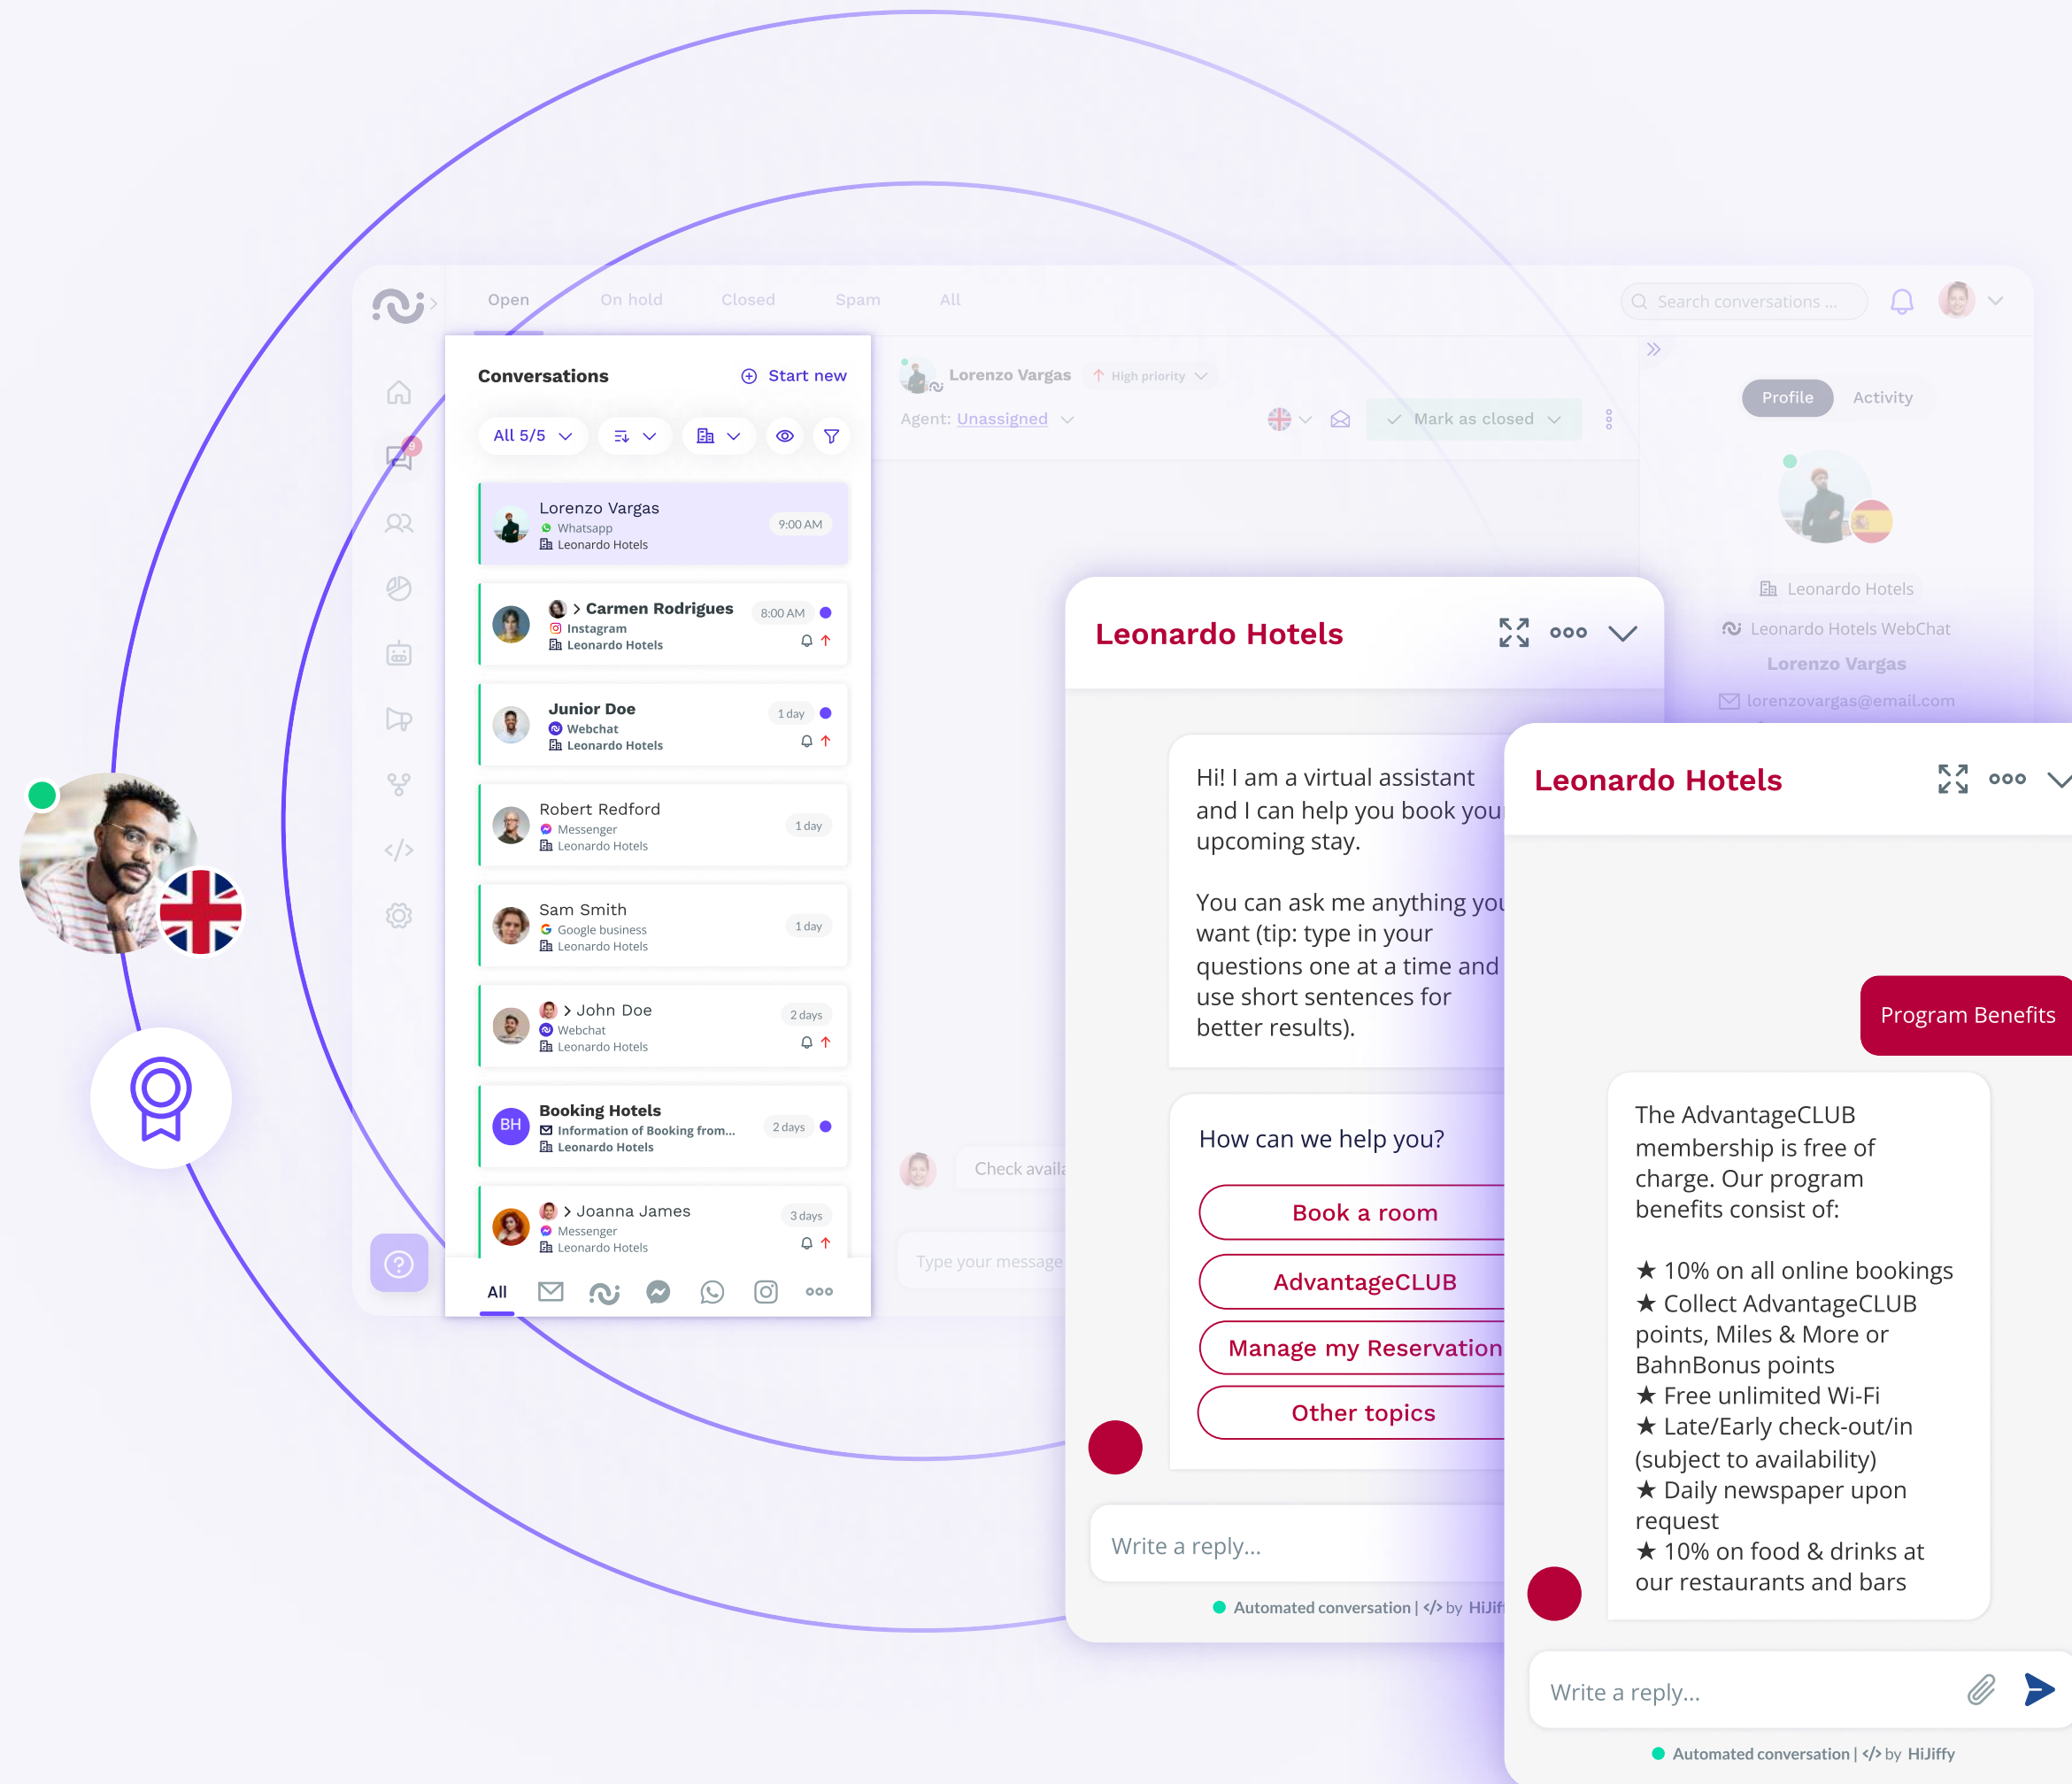 Open
On hold
Closed
Spam
All
Search conversations ...
Conversations
Start new
All 5/5
Lorenzo Vargas
Whatsapp
Leonardo Hotels
9:00 AM
Carmen Rodrigues
Instagram
Leonardo Hotels
8:00 AM
Junior Doe
Webchat
Leonardo Hotels
1 day
Robert Redford
Messenger
Leonardo Hotels
1 day
Sam Smith
Google business
Leonardo Hotels
1 day
John Doe
Webchat
Leonardo Hotels
2 days
BH
Booking Hotels
Information of Booking from...
Leonardo Hotels
2 days
Joanna James
Messenger
Leonardo Hotels
3 days
All
9
Lorenzo Vargas
High priority
Agent: Unassigned
Mark as closed
Check
Type your message
Profile
Activity
Leonardo Hotels
Leonardo Hotels WebChat
Lorenzo Vargas
lorenzovargas@email.com
Leonardo Hotels
Hi! I am a virtual assistant
and I can help you book your
upcoming stay.
You can ask me anything you
want (tip: type in your
questions one at a time and
use short sentences for
better results).
How can we help you?
Book a room
AdvantageCLUB
Manage my Reservation
Other topics
Write a reply...
Automated conversation | </> by
Leonardo Hotels
Program Benefits
The AdvantageCLUB
membership is free of
charge. Our program
benefits consist of:
★ 10% on all online bookings
★ Collect AdvantageCLUB
points, Miles & More or
BahnBonus points
★ Free unlimited Wi-Fi
★ Late/Early check-out/in
(subject to availability)
★ Daily newspaper upon
request
★ 10% on food & drinks at
our restaurants and bars
Write a reply...
Automated conversation | </> by HiJiffy